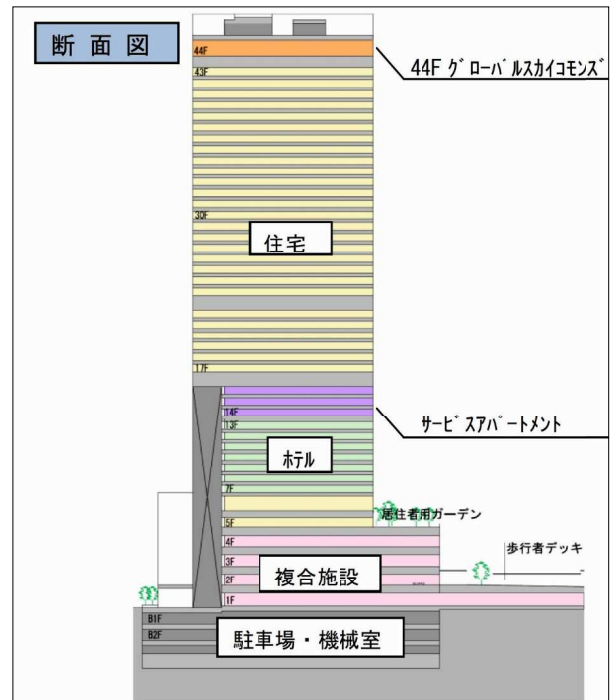 断面図
44F
44F グローバルスカイコモンズ
43F
30F
住宅
17F
14F
サービスアパートメント
13F
ホテル
7F
居住者用ガーデン
5F
4F
歩行者デッキ
3F
複合施設
2F
1F
B1F
B2F
駐車場・機械室